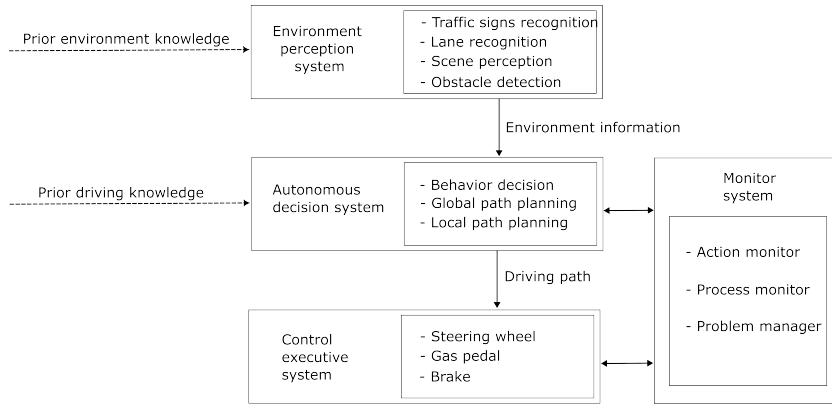 Prior environment knowledge
Environment
perception
system
- Traffic signs recognition
- Lane recognition
- Scene perception
- Obstacle detection
Environment information
Prior driving knowledge
Autonomous
decision system
- Behavior decision
- Global path planning
- Local path planning
Monitor
system
- Action monitor
- Process monitor
- Problem manager
Driving path
Control
executive
system
- Steering wheel
- Gas pedal
- Brake